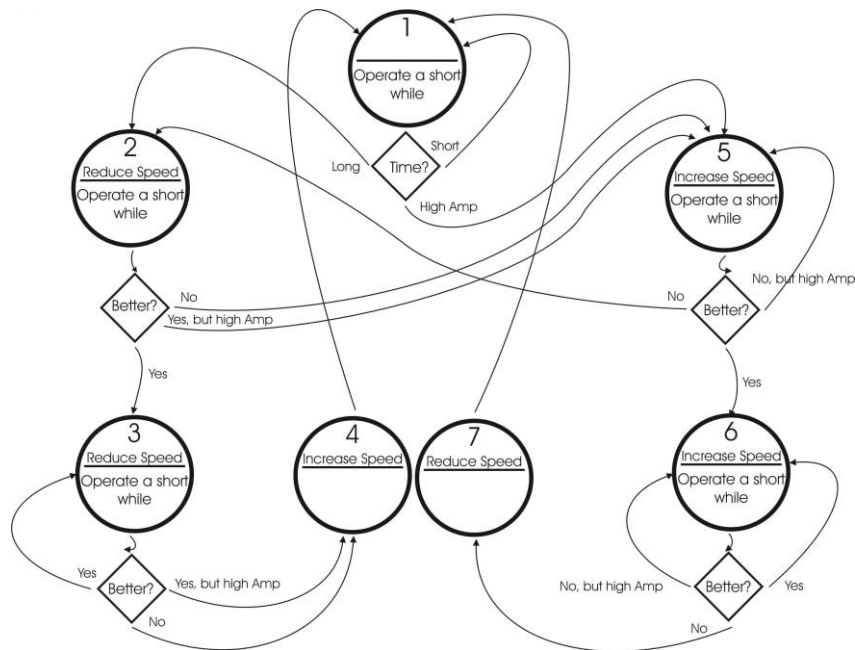 1
Operate a short
while
Time?
Short
Long
High Amp
2
Reduce Speed
Operate a short
while
5
Increase Speed
Operate a short
while
Better?
No
Yes, but high Amp
Yes
No
Better?
No, but high Amp
Yes
3
Reduce Speed
Operate a short
while
4
Increase Speed
7
Reduce Speed
6
Increase Speed
Operate a short
while
Yes
Better?
Yes, but high Amp
No
No, but high Amp
Better?
Yes
No